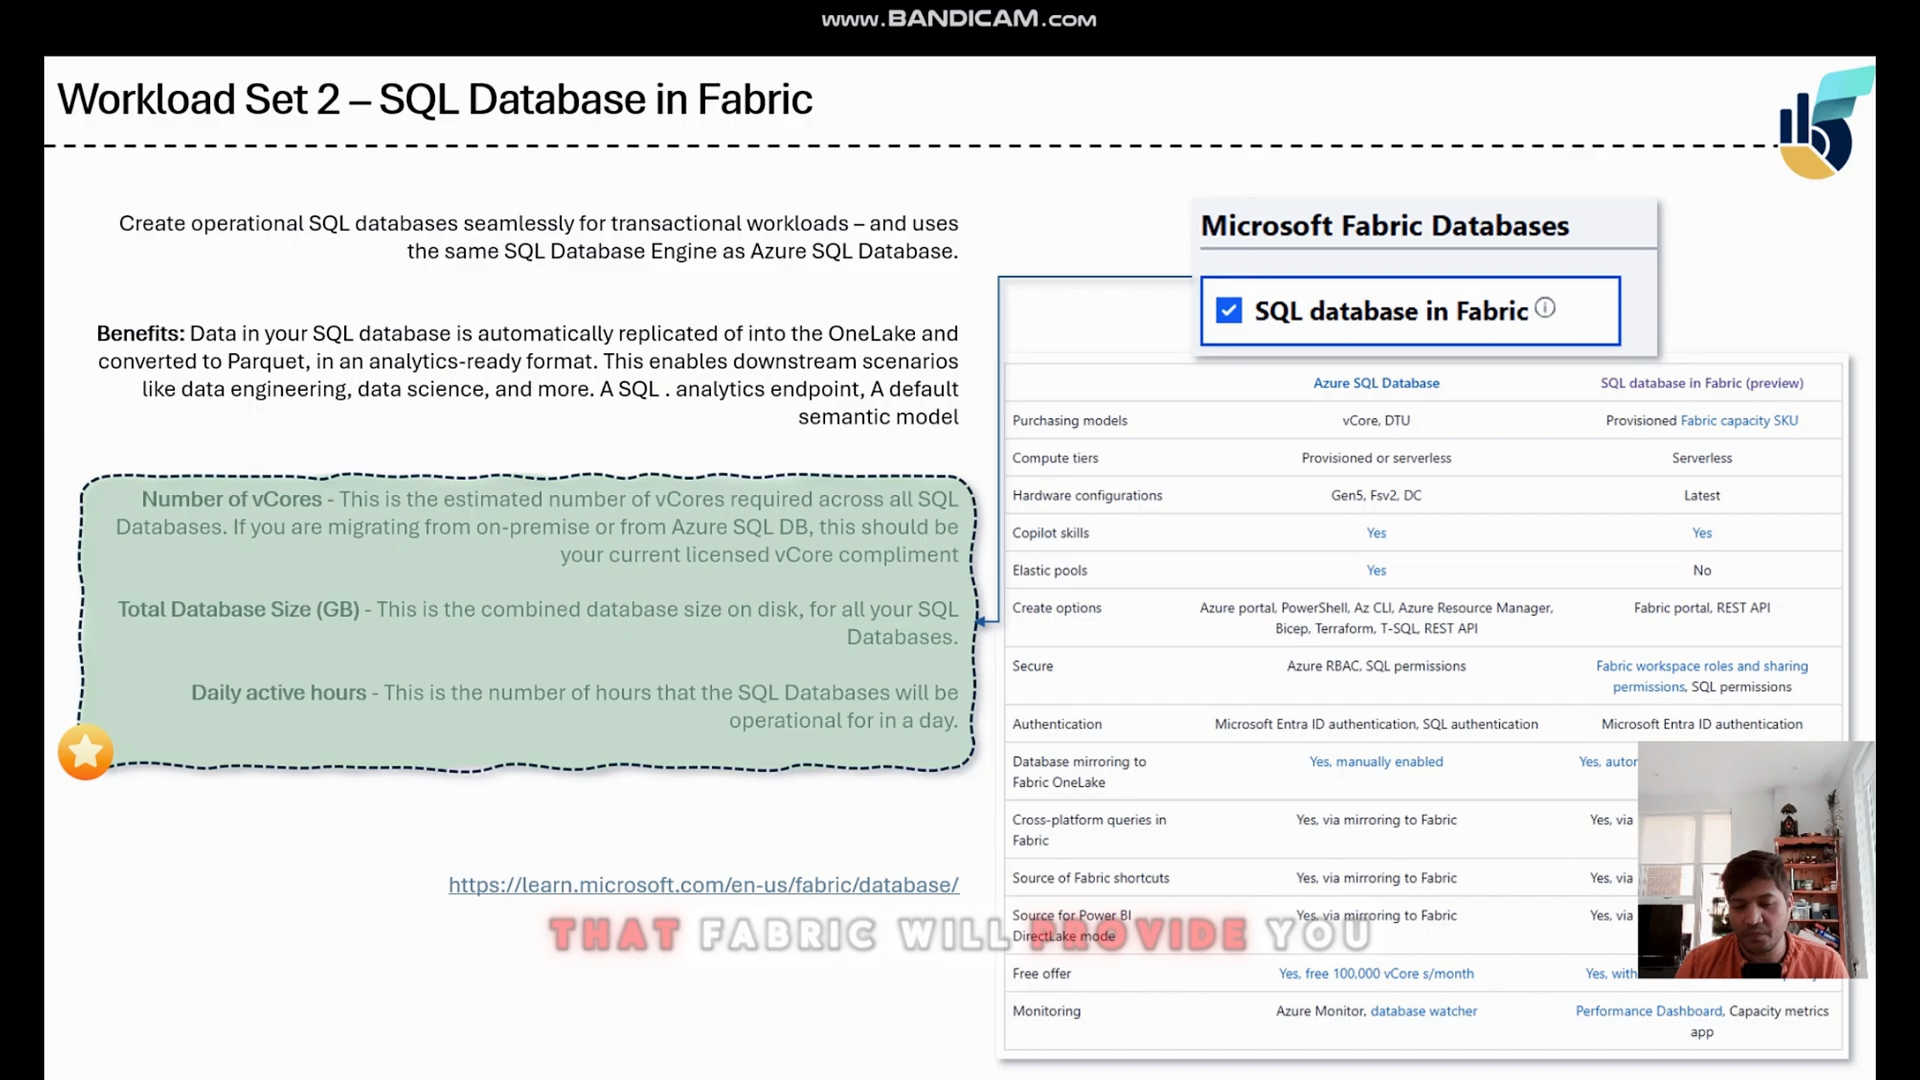 www.BANDICAM.com
Workload Set 2 – SQL Database in Fabric
Create operational SQL databases seamlessly for transactional workloads – and uses
the same SQL Database Engine as Azure SQL Database.
Benefits: Data in your SQL database is automatically replicated of into the OneLake and
converted to Parquet, in an analytics-ready format. This enables downstream scenarios
like data engineering, data science, and more. A SQL . analytics endpoint, A default
semantic model
Number of vCores - This is the estimated number of vCores required across all SQL
Databases. If you are migrating from on-premise or from Azure SQL DB, this should be
your current licensed vCore compliment
Total Database Size (GB) - This is the combined database size on disk, for all your SQL
Databases.
Daily active hours - This is the number of hours that the SQL Databases will be
operational for in a day.
https://learn.microsoft.com/en-us/fabric/database/
Microsoft Fabric Databases
SQL database in Fabric
Azure SQL Database SQL database in Fabric (preview)
Purchasing models vCore, DTU Provisioned Fabric capacity SKU
Compute tiers Provisioned or serverless Serverless
Hardware configurations Gen5, Fsv2, DC Latest
Copilot skills Yes Yes
Elastic pools Yes No
Create options Azure portal, PowerShell, Az CLI, Azure Resource Manager, Fabric portal, REST API
Bicep, Terraform, T-SQL, REST API
Secure Azure RBAC, SQL permissions Fabric workspace roles and sharing
permissions, SQL permissions
Authentication Microsoft Entra ID authentication, SQL authentication Microsoft Entra ID authentication
Database mirroring to Yes, manually enabled Yes,
Fabric OneLake
Cross-platform queries in Yes, via mirroring to Fabric Yes, via
Fabric
Source of Fabric shortcuts Yes, via mirroring to Fabric Yes, via
Source for Power BI Yes, via mirroring to Fabric Yes, via
DirectLake mode
Free offer Yes, free 100,000 vCore s/month Yes, with
Monitoring Azure Monitor, database watcher Performance Dashboard, Capacity metrics
app
THAT FABRIC WILL PROVIDE YOU